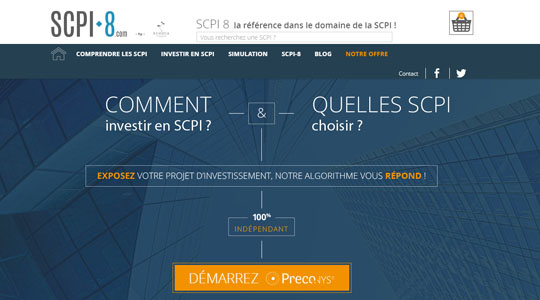 SCPI•8.com
SCPI 8 la référence dans le domaine de la SCPI !
Vous recherchez une SCPI ?
COMPRENDRE LES SCPI INVESTIR EN SCPI SIMULATION SCPI-8 BLOG NOTRE OFFRE
Contact
COMMENT
investir en SCPI ?
&
QUELLES SCPI
choisir ?
EXPOSEZ VOTRE PROJET D'INVESTISSEMENT, NOTRE ALGORITHME VOUS RÉPOND !
100%
INDÉPENDANT
DÉMARREZ PrecoNYS